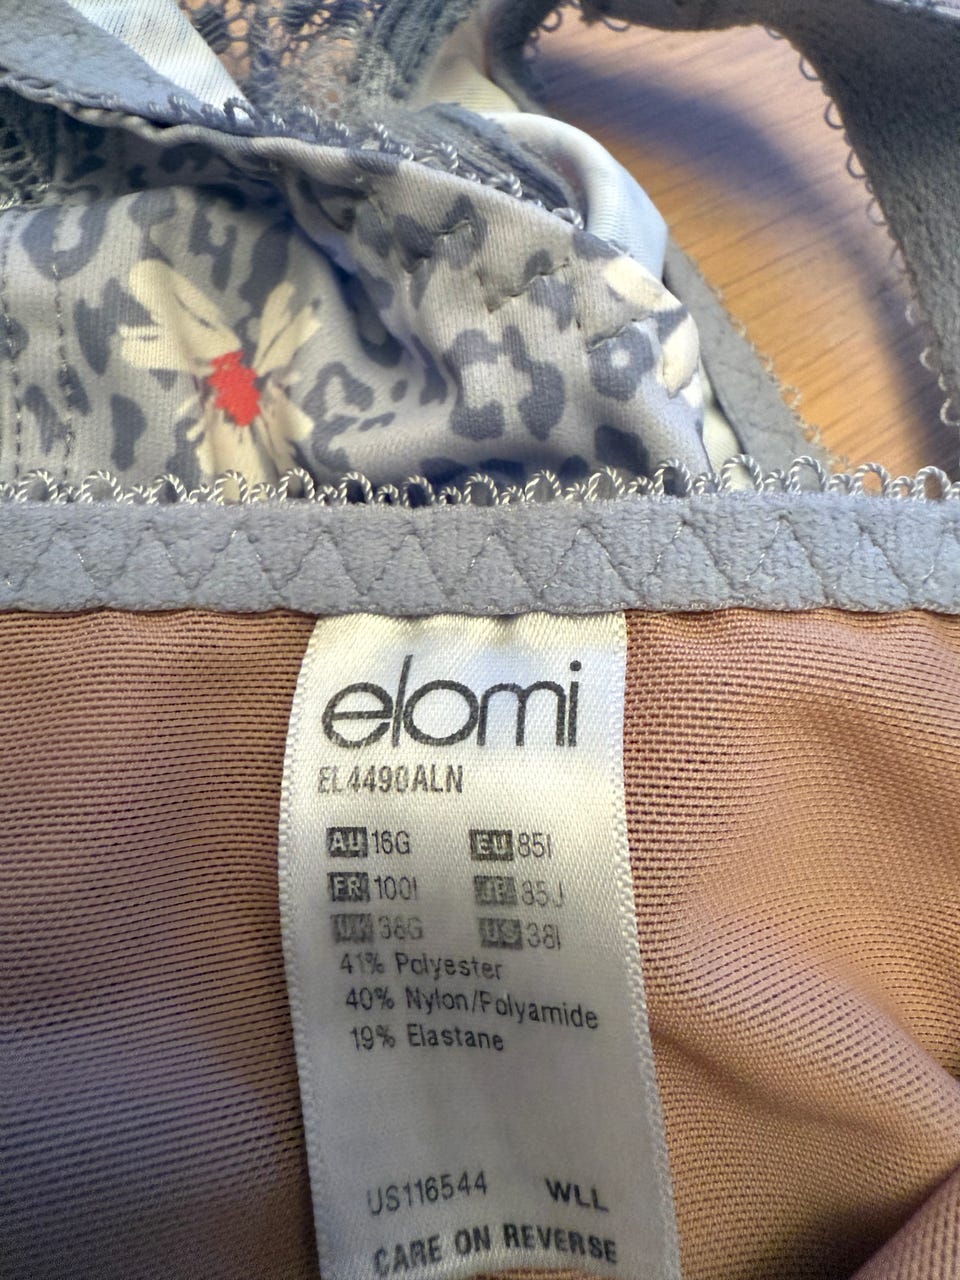 elomi
EL4490ALN
AU 16G EU 85I
FR 100I JP 85J
UK 38G US 38I
41% Polyester
40% Nylon/Polyamide
19% Elastane
US116544 WLL
CARE ON REVERSE